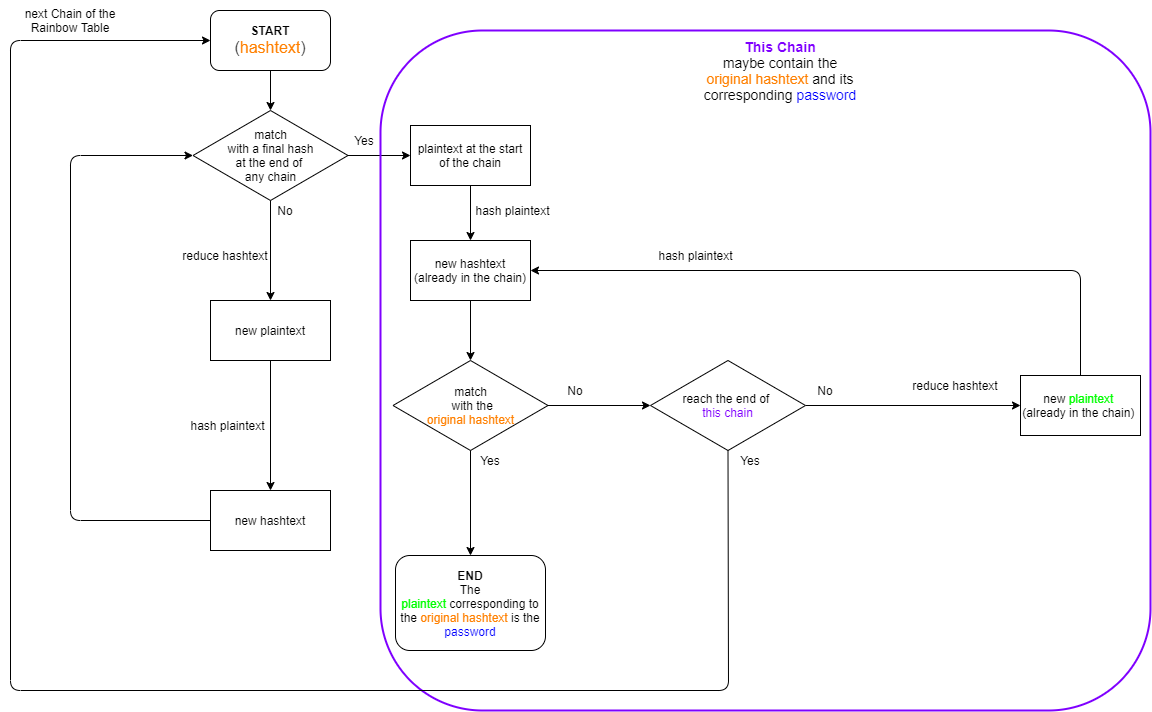 next Chain of the
Rainbow Table
START
(hashtext)
This Chain
maybe contain the
original hashtext and its
corresponding password
match
with a final hash
at the end of
any chain
Yes
plaintext at the start
of the chain
No
hash plaintext
reduce hashtext
new hashtext
(already in the chain)
hash plaintext
new plaintext
match
with the
original hashtext
No
reach the end of
this chain
No
reduce hashtext
new plaintext
(already in the chain)
hash plaintext
Yes
Yes
new hashtext
END
The
plaintext corresponding to
the original hashtext is the
password